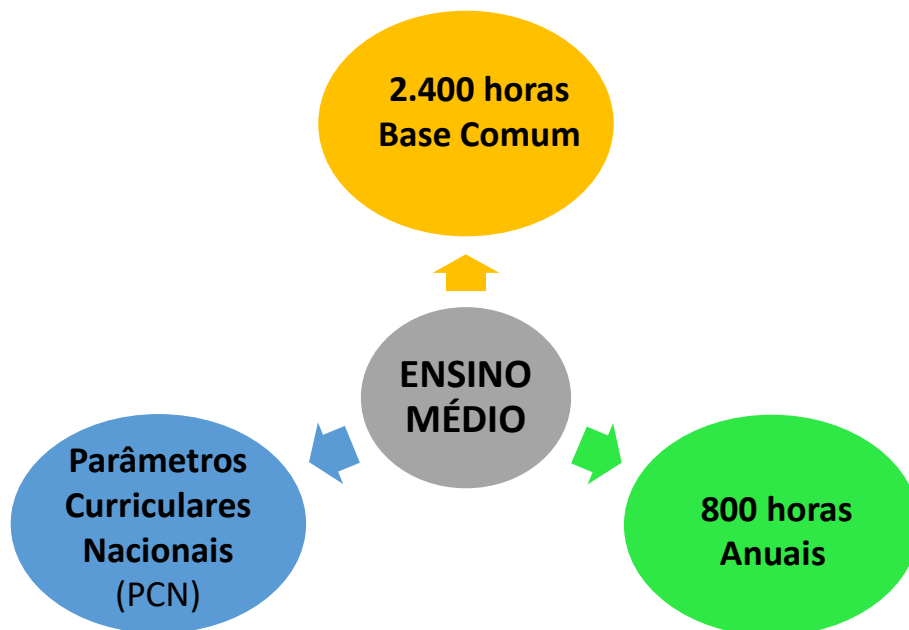 2.400 horas
Base Comum
ENSINO
MÉDIO
Parâmetros
Curriculares
Nacionais
(PCN)
800 horas
Anuais